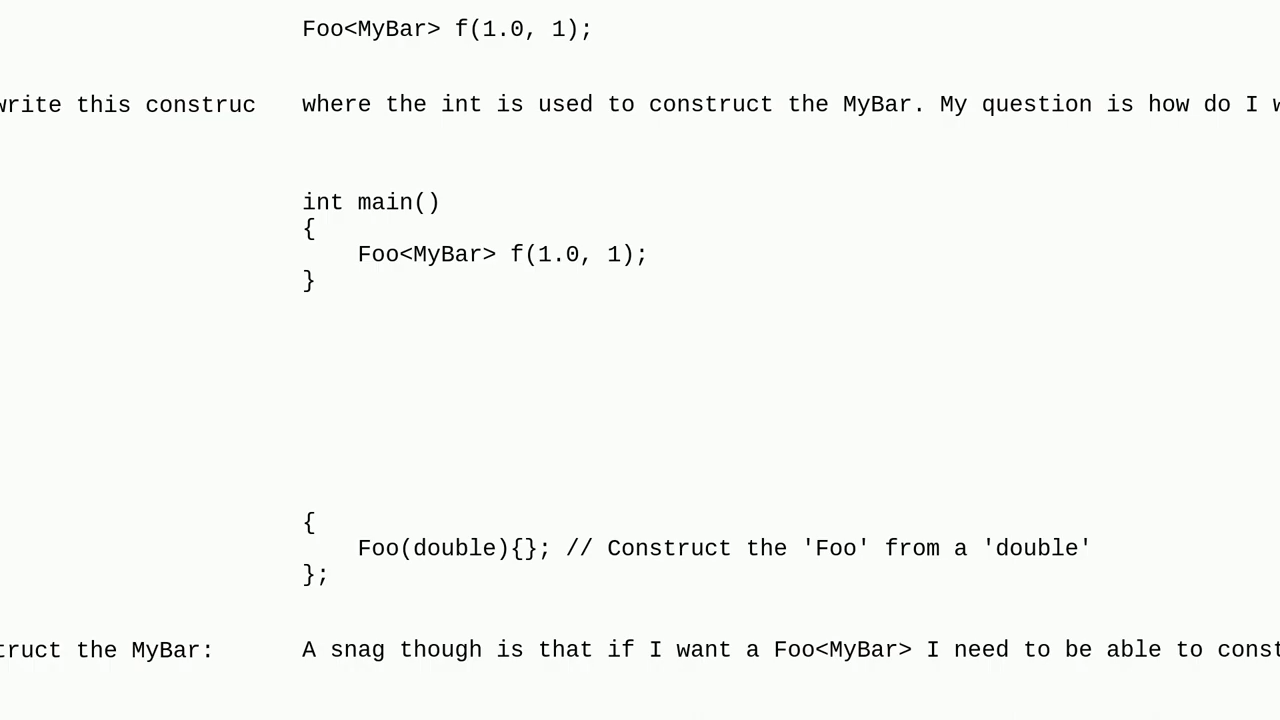 Foo<MyBar> f(1.0, 1);
write this construc where the int is used to construct the MyBar. My question is how do I w
int main()
{
    Foo<MyBar> f(1.0, 1);
}
{
    Foo(double){}; // Construct the 'Foo' from a 'double'
};
truct the MyBar: A snag though is that if I want a Foo<MyBar> I need to be able to const